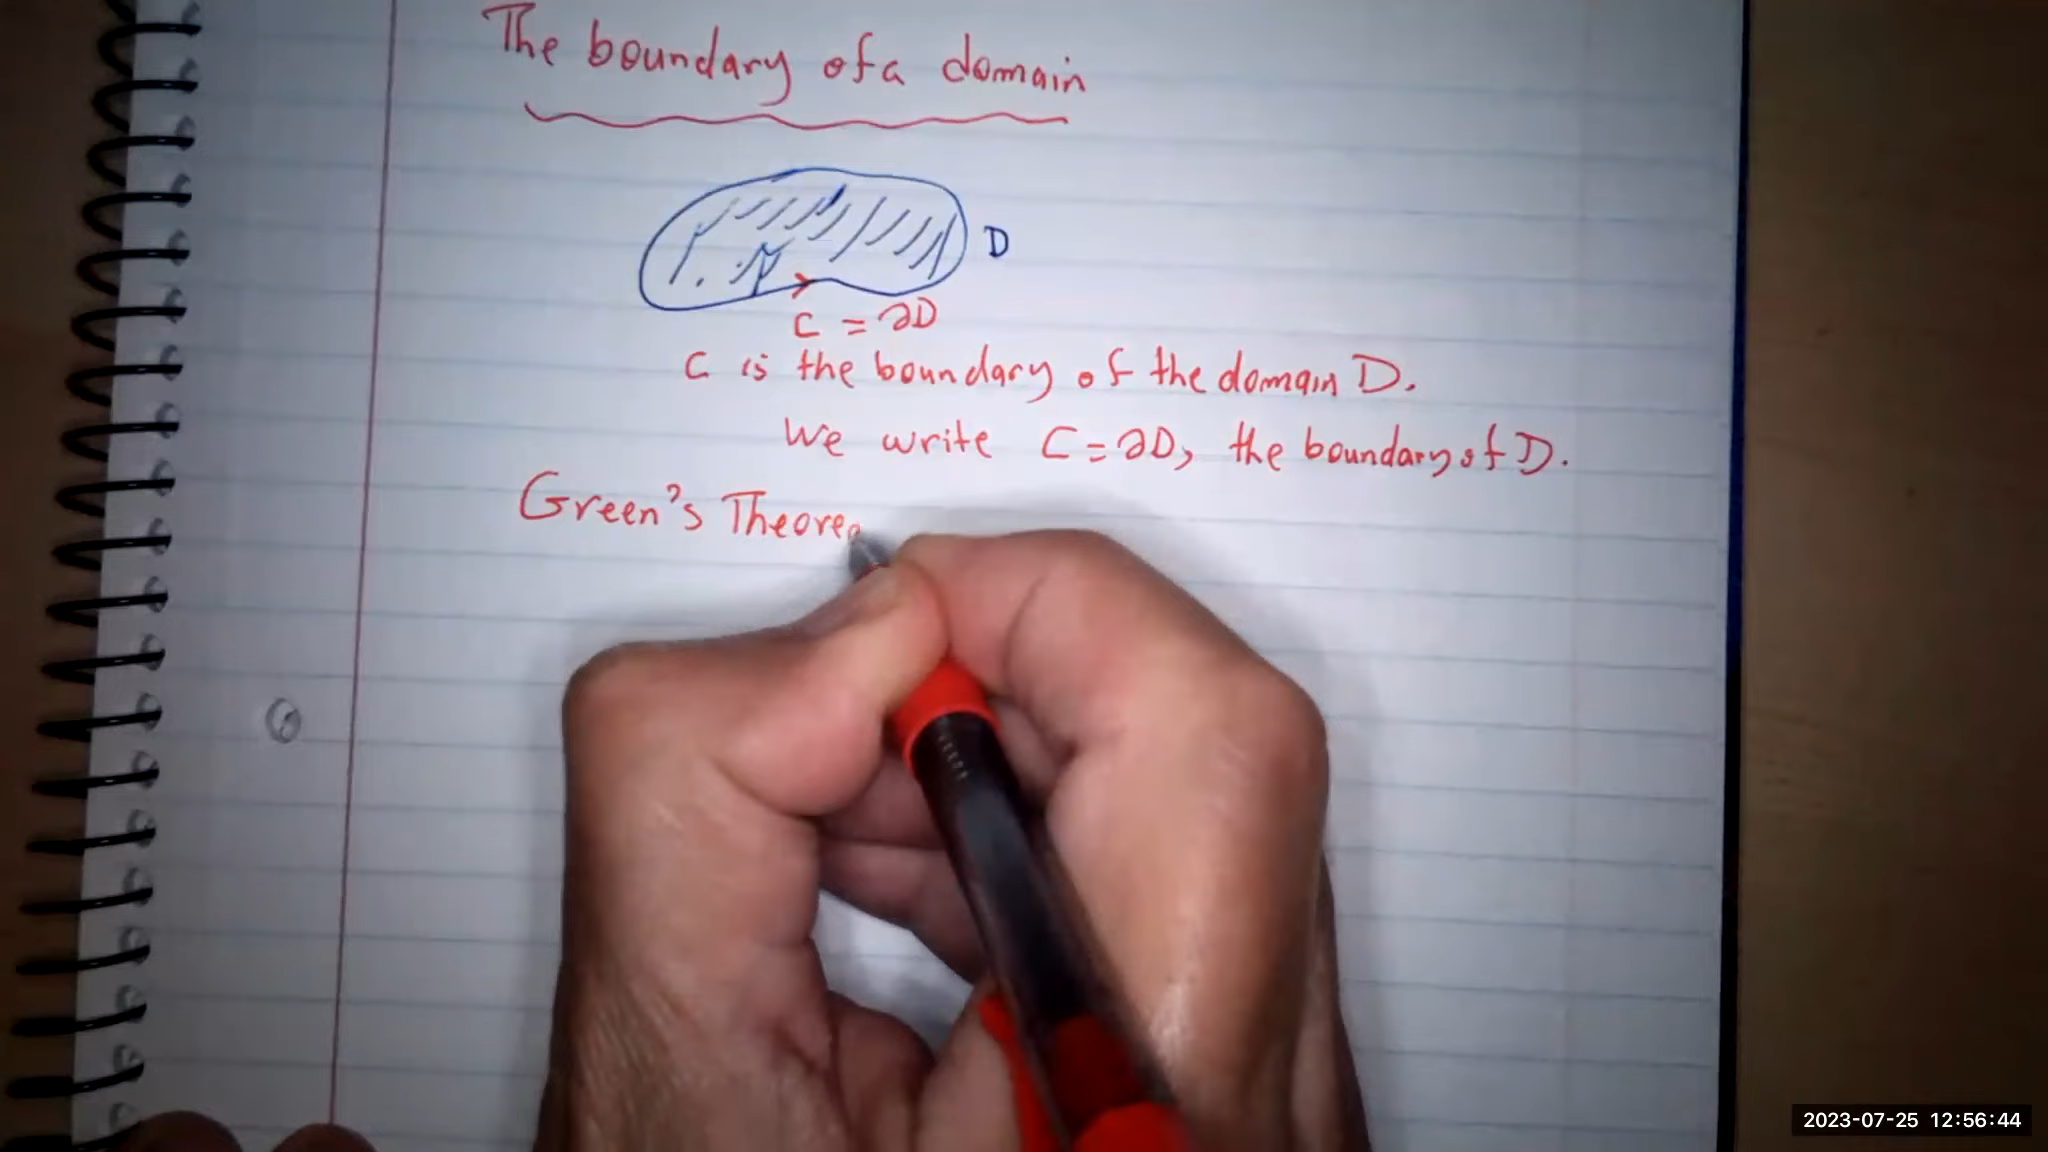 The boundary of a domain
D
C = ∂D
C is the boundary of the domain D.
We write C = ∂D, the boundary of D.
Green's Theore
2023-07-25 12:56:44